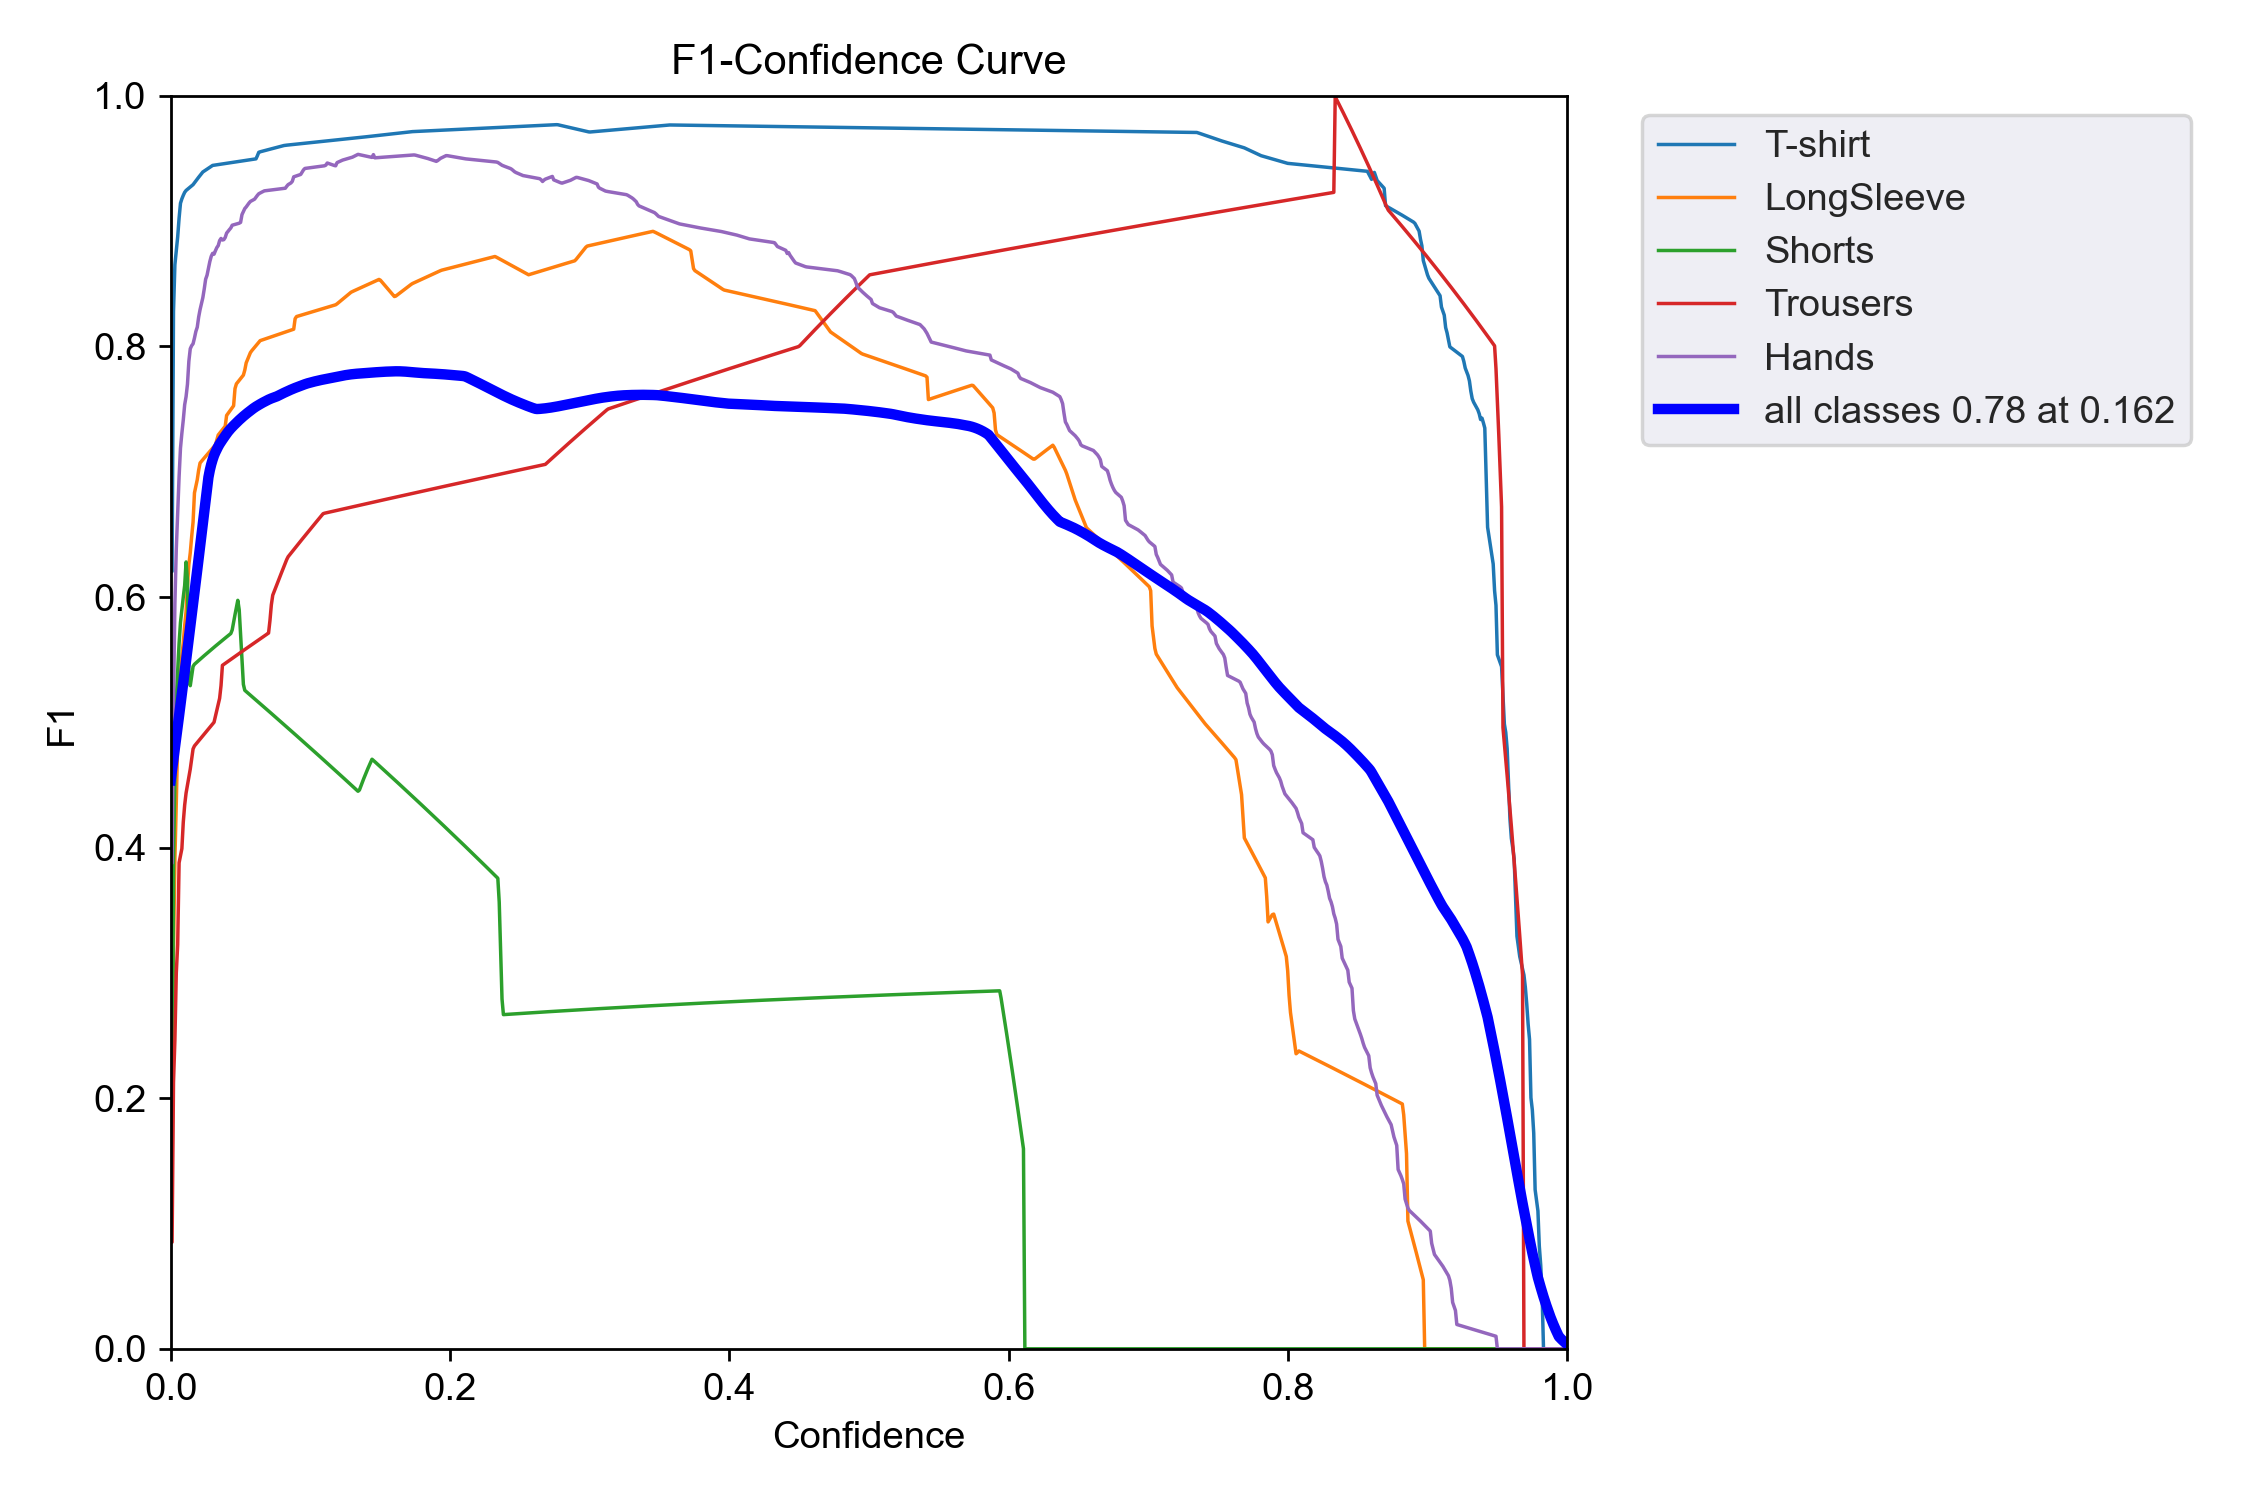 F1-Confidence Curve
1.0
0.8
0.6
0.4
0.2
0.0
F1
0.0 0.2 0.4 0.6 0.8 1.0
Confidence
T-shirt
LongSleeve
Shorts
Trousers
Hands
all classes 0.78 at 0.162